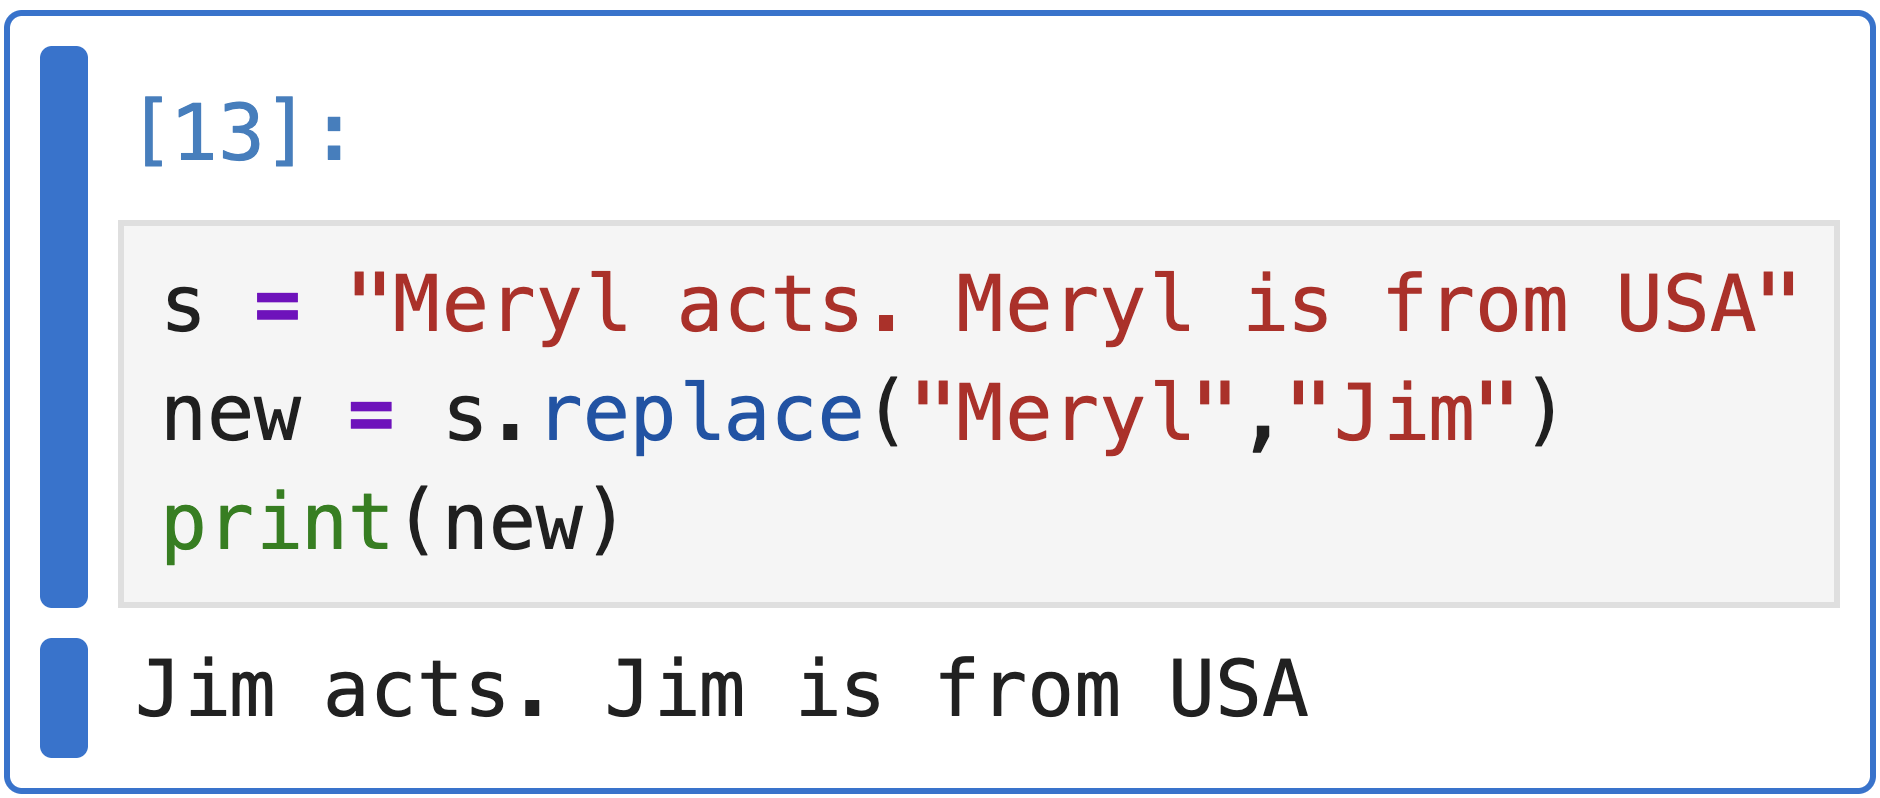 [13]:
s = "Meryl acts. Meryl is from USA"
new = s.replace("Meryl","Jim")
print(new)
Jim acts. Jim is from USA